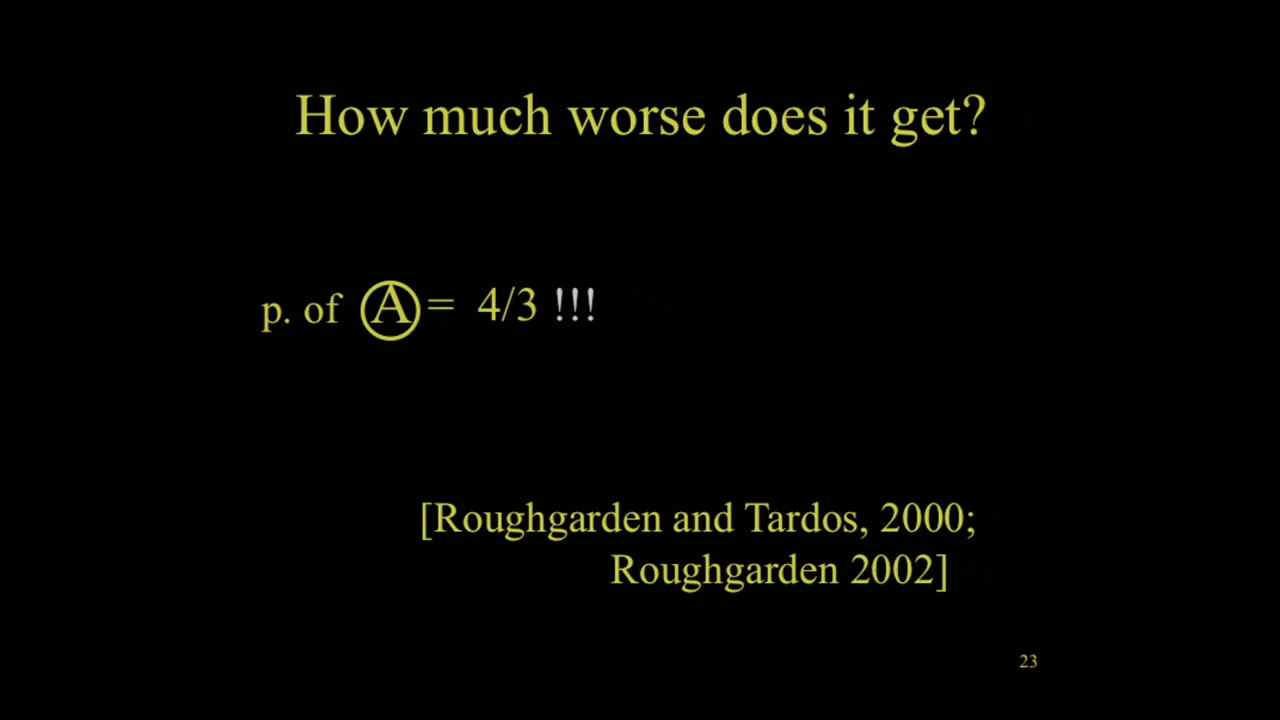 How much worse does it get?
p. of Ⓐ = 4/3 !!!
[Roughgarden and Tardos, 2000;
Roughgarden 2002]
23